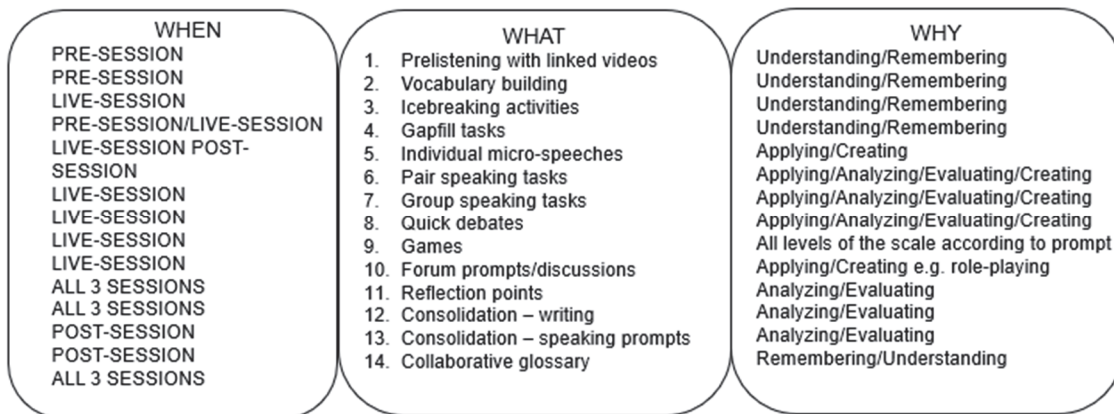 WHEN
PRE-SESSION
PRE-SESSION
LIVE-SESSION
PRE-SESSION/LIVE-SESSION
LIVE-SESSION POST-
SESSION
LIVE-SESSION
LIVE-SESSION
LIVE-SESSION
LIVE-SESSION
ALL 3 SESSIONS
ALL 3 SESSIONS
POST-SESSION
POST-SESSION
ALL 3 SESSIONS
WHAT
1. Prelistening with linked videos
2. Vocabulary building
3. Icebreaking activities
4. Gapfill tasks
5. Individual micro-speeches
6. Pair speaking tasks
7. Group speaking tasks
8. Quick debates
9. Games
10. Forum prompts/discussions
11. Reflection points
12. Consolidation – writing
13. Consolidation – speaking prompts
14. Collaborative glossary
WHY
Understanding/Remembering
Understanding/Remembering
Understanding/Remembering
Understanding/Remembering
Applying/Creating
Applying/Analyzing/Evaluating/Creating
Applying/Analyzing/Evaluating/Creating
Applying/Analyzing/Evaluating/Creating
All levels of the scale according to prompt
Applying/Creating e.g. role-playing
Analyzing/Evaluating
Analyzing/Evaluating
Analyzing/Evaluating
Remembering/Understanding